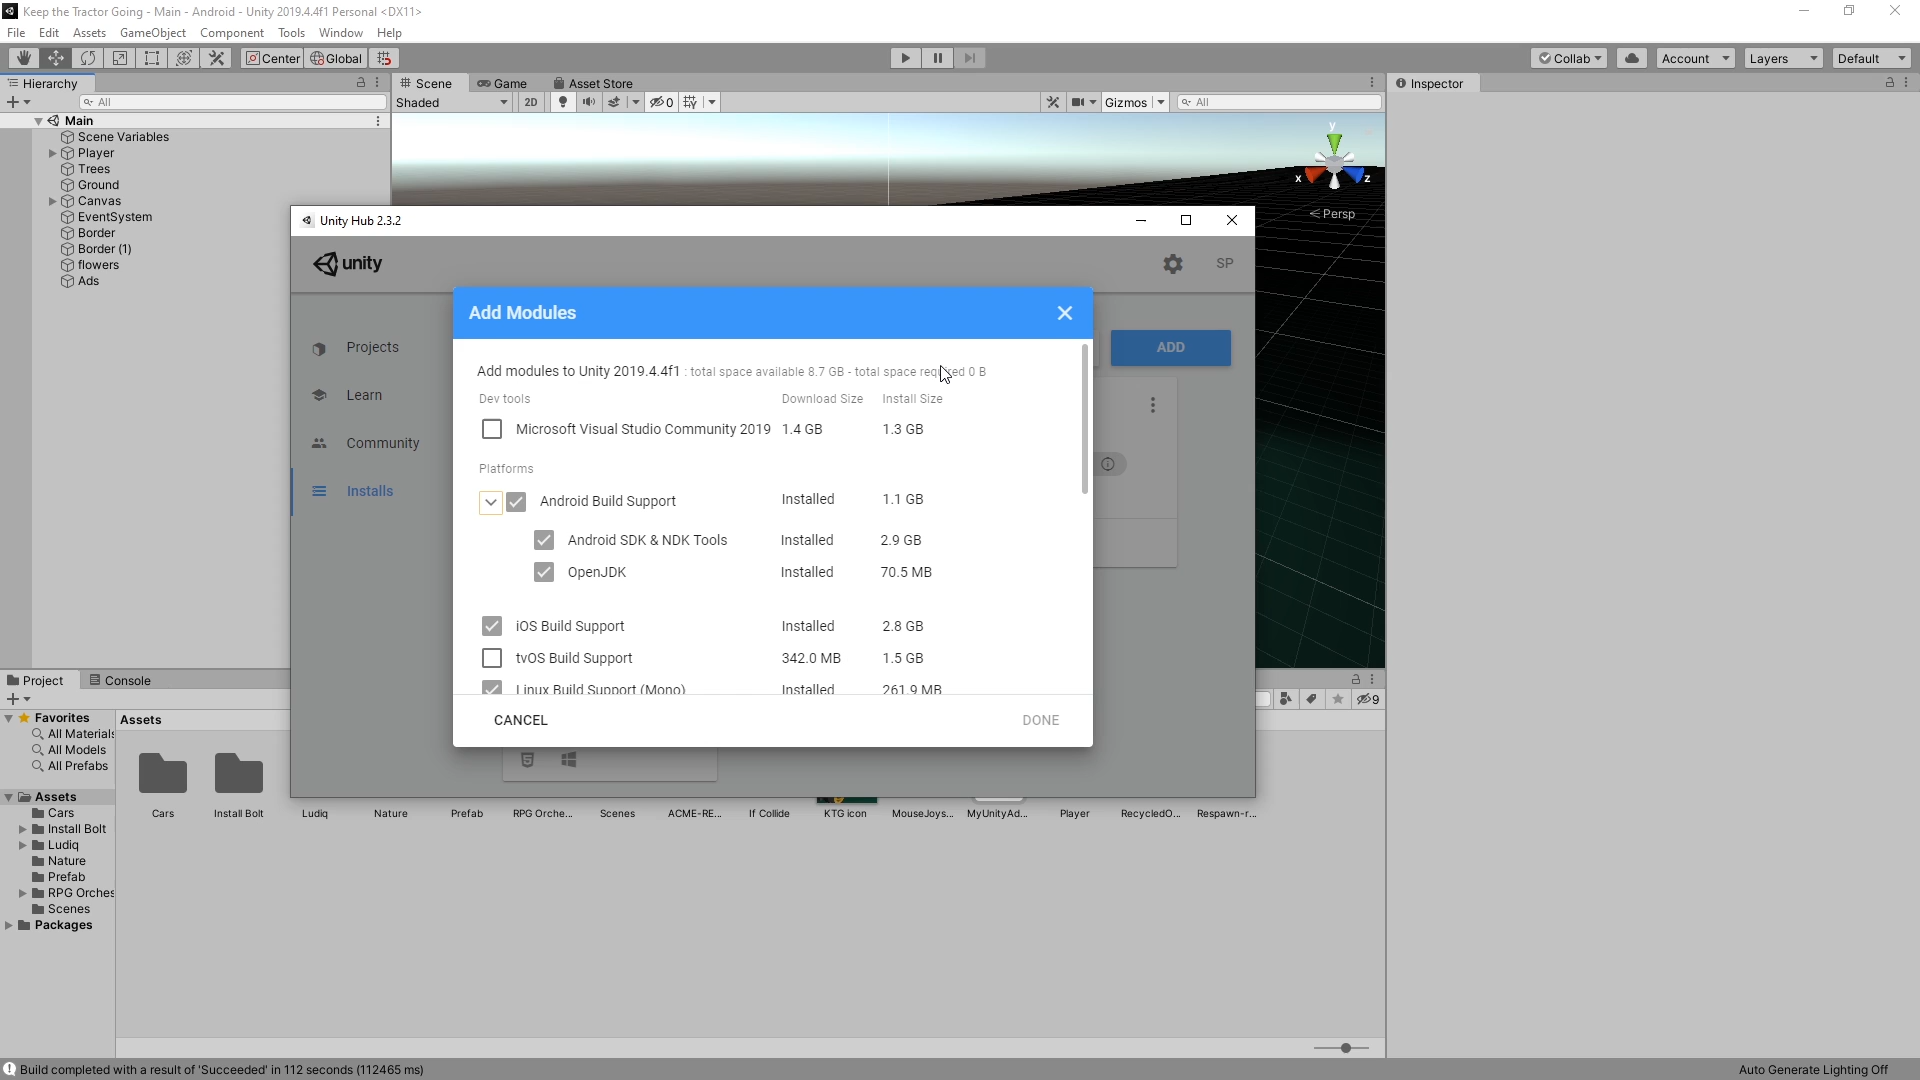 Keep the Tractor Going - Main - Android - Unity 2019.4.4f1 Personal <DX11>
File Edit Assets GameObject Component Tools Window Help
Center Global Collab Account Layers Default
Hierarchy Scene Game Asset Store Inspector
All Shaded 2D 0 Gizmos All
Main
Scene Variables
Player
Trees
Ground
Canvas
EventSystem
Border
Border (1)
flowers
Ads
y
x z
Persp
Unity Hub 2.3.2
unity SP
Projects
Learn
Community
Installs
ADD
Add Modules
Add modules to Unity 2019.4.4f1 : total space available 8.7 GB - total space required 0 B
Dev tools Download Size Install Size
Microsoft Visual Studio Community 2019 1.4 GB 1.3 GB
Platforms
Android Build Support Installed 1.1 GB
Android SDK & NDK Tools Installed 2.9 GB
OpenJDK Installed 70.5 MB
iOS Build Support Installed 2.8 GB
tvOS Build Support 342.0 MB 1.5 GB
Linux Build Support (Mono) Installed 261.9 MB
CANCEL DONE
Project Console
9
Favorites
All Materials
All Models
All Prefabs
Assets
Cars
Install Bolt
Ludiq
Nature
Prefab
RPG Orches
Scenes
Packages
Assets
Cars Install Bolt Ludiq Nature Prefab RPG Orche... Scenes ACME-RE... If Collide KTG icon MouseJoys... MyUnityAd... Player RecycledO... Respawn-r...
Build completed with a result of 'Succeeded' in 112 seconds (112465 ms)
Auto Generate Lighting Off